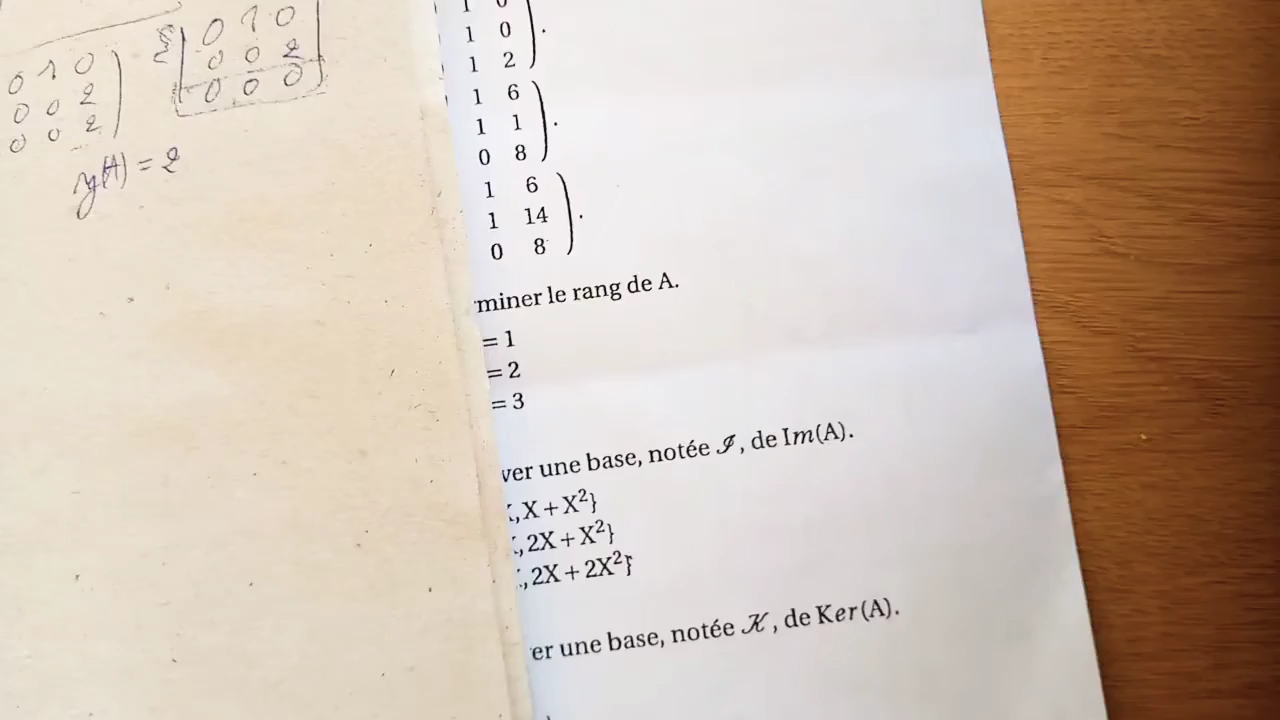 0 1 0
0 0 2
0 0 2
0 1 0
0 0 2
0 0 0
rg(A) = 2
1 0
1 0
1 2
1 6
1 1
0 8
1 6
1 14
0 8
miner le rang de A.
= 1
= 2
= 3
ver une base, notée ℐ, de Im(A).
,X + X²}
, 2X + X²}
, 2X + 2X²}
er une base, notée 𝒦, de Ker(A).